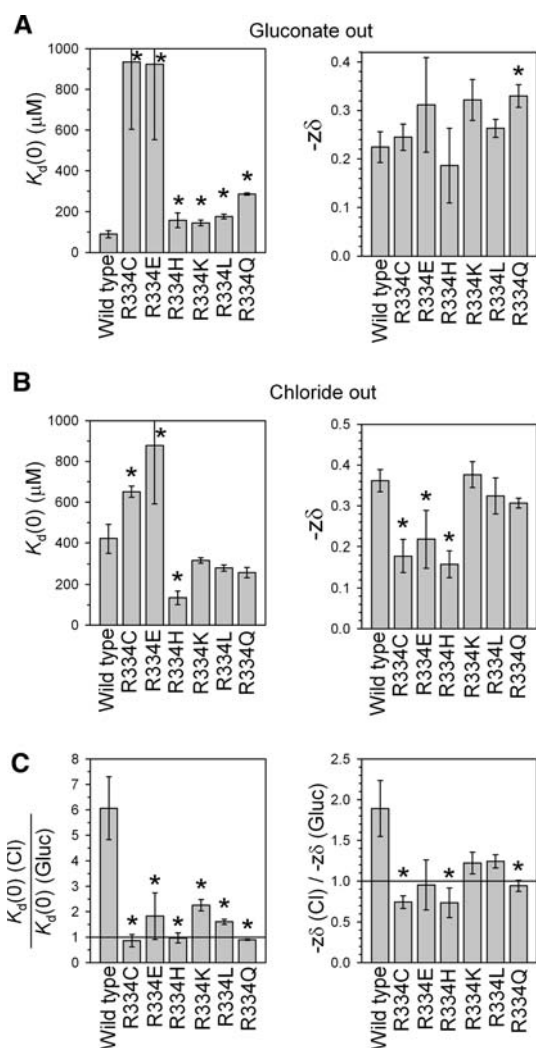 A
Gluconate out
Kd(0) (μM)
1000
800
600
400
200
0
* * * * * *
Wild type
R334C
R334E
R334H
R334K
R334L
R334Q
-zδ
0.4
0.3
0.2
0.1
0.0
*
Wild type
R334C
R334E
R334H
R334K
R334L
R334Q
B
Chloride out
Kd(0) (μM)
1000
800
600
400
200
0
* * *
Wild type
R334C
R334E
R334H
R334K
R334L
R334Q
-zδ
0.5
0.4
0.3
0.2
0.1
0.0
* * *
Wild type
R334C
R334E
R334H
R334K
R334L
R334Q
C
Kd(0) (Cl)
Kd(0) (Gluc)
8
7
6
5
4
3
2
1
0
* * * * * *
Wild type
R334C
R334E
R334H
R334K
R334L
R334Q
-zδ (Cl) / -zδ (Gluc)
2.5
2.0
1.5
1.0
0.5
0.0
* * *
Wild type
R334C
R334E
R334H
R334K
R334L
R334Q